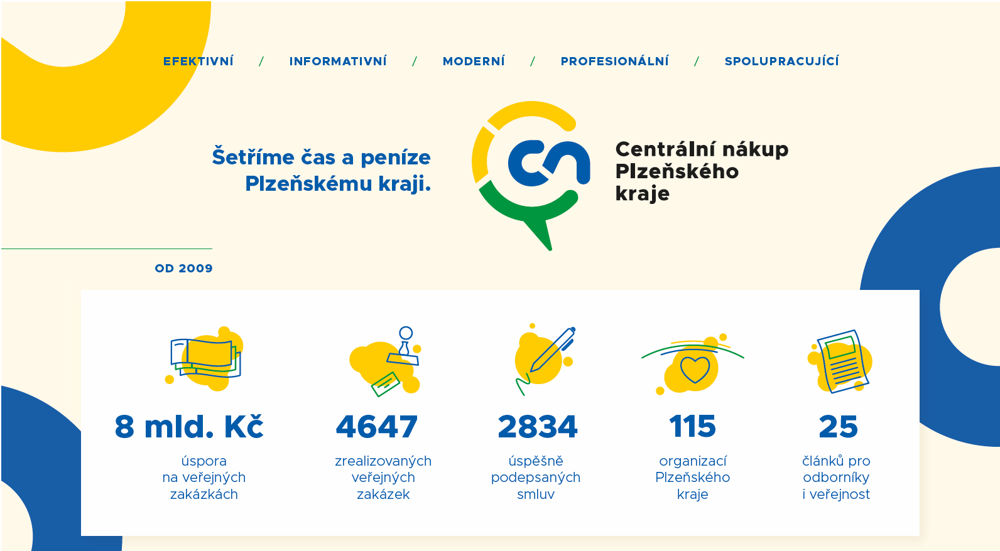 EFEKTIVNÍ / INFORMATIVNÍ / MODERNÍ / PROFESIONÁLNÍ / SPOLUPRACUJÍCÍ
Šetříme čas a peníze
Plzeňskému kraji.
cn
Centrální nákup
Plzeňského
kraje
OD 2009
8 mld. Kč
úspora
na veřejných
zakázkách
4647
zrealizovaných
veřejných
zakázek
2834
úspěšně
podepsaných
smluv
115
organizací
Plzeňského
kraje
25
článků pro
odborníky
i veřejnost